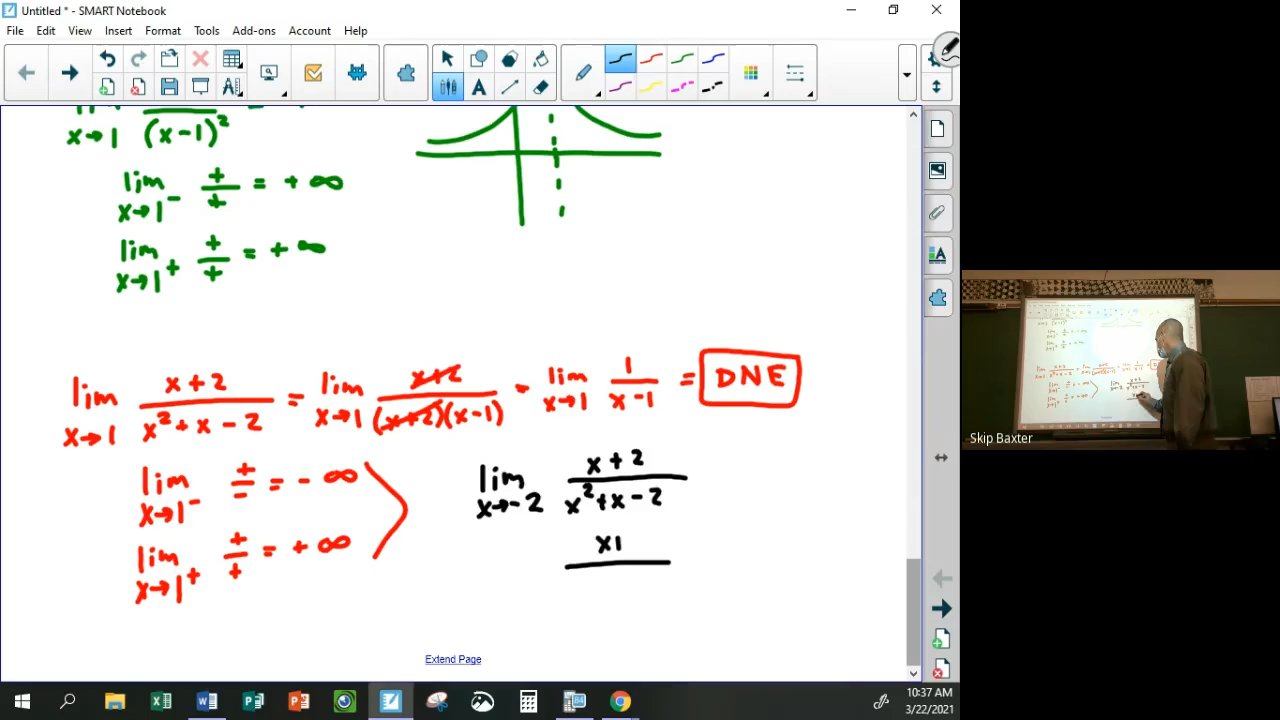 Untitled * - SMART Notebook
File Edit View Insert Format Tools Add-ons Account Help
x→1 (x-1)²
lim x→1⁻ +/+ = + ∞
lim x→1⁺ +/+ = + ∞
lim x→1 (x+2)/(x²+x-2) = lim x→1 (x+2)/((x+2)(x-1)) = lim x→1 1/(x-1) = DNE
lim x→1⁻ +/- = - ∞
lim x→1⁺ +/+ = + ∞
lim x→-2 (x+2)/(x²+x-2)
x1
Extend Page
Skip Baxter
10:37 AM
3/22/2021